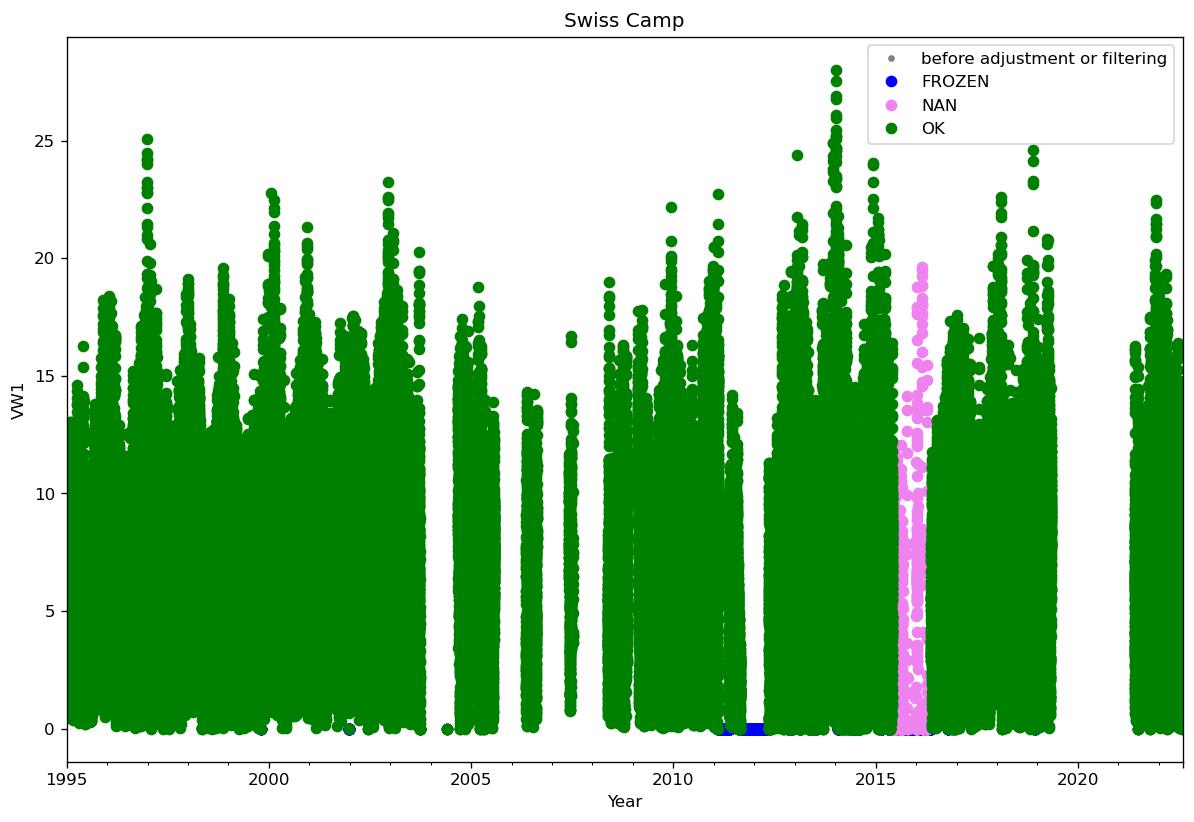 Swiss Camp
before adjustment or filtering
FROZEN
NAN
OK
25
20
15
10
5
0
VW1
1995 2000 2005 2010 2015 2020
Year